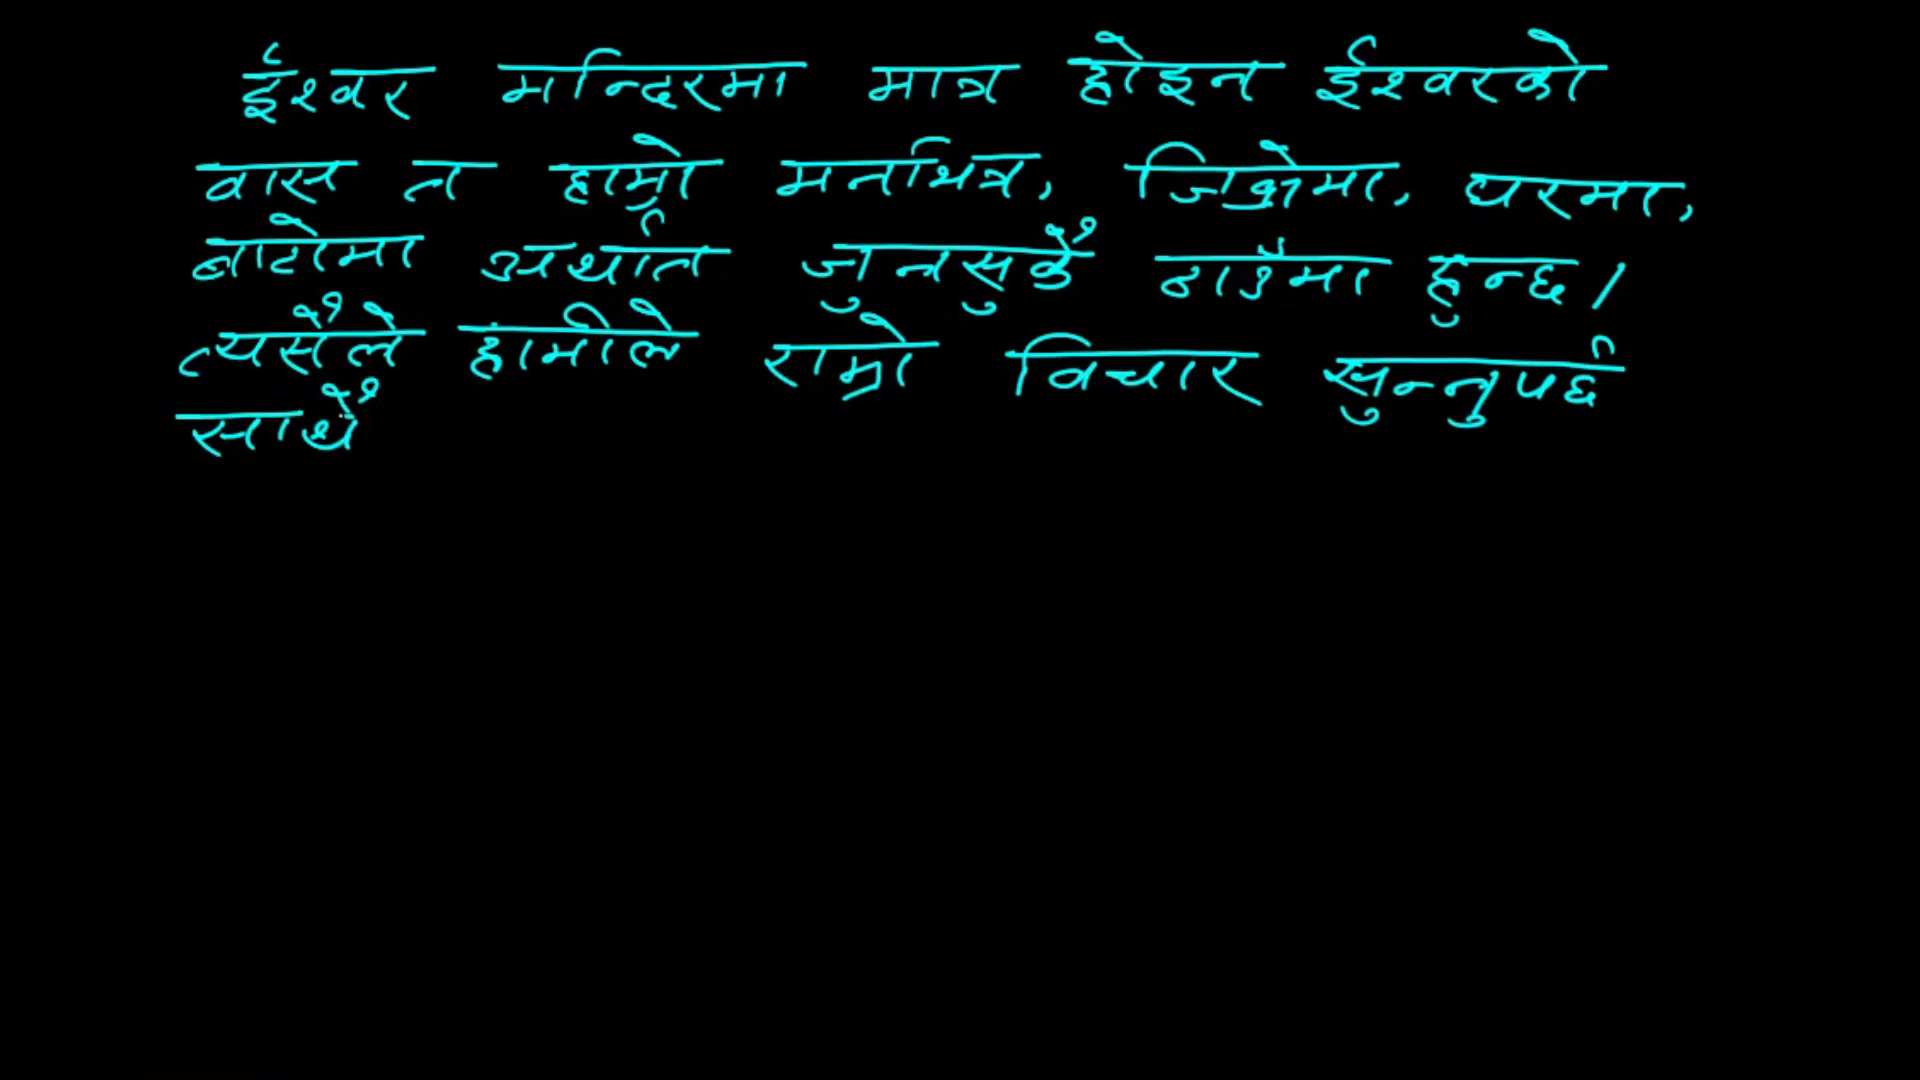 ईश्वर मन्दिरमा मात्र होइन ईश्वरको
वास त हाम्रो मनभित्र, जिब्रोमा, घरमा,
बाटोमा अर्थात जुनसुकै ठाउँमा हुन्छ।
त्यसैले हामीले राम्रो विचार सुन्नुपर्छ
साथै